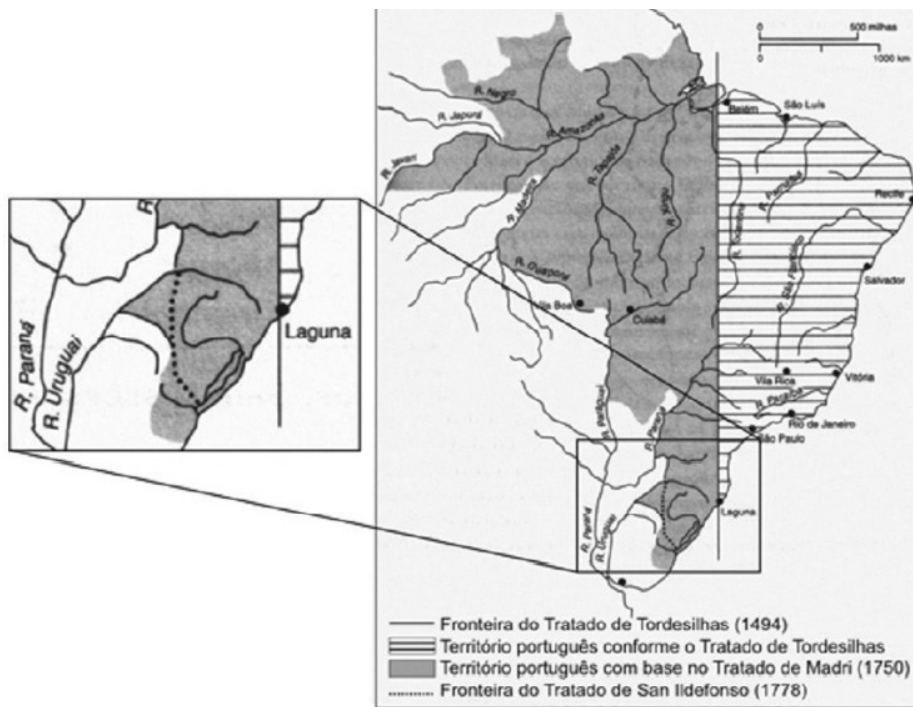 0 500 milhas
0 1000 km
R. Negro
R. Japurá
R. Javari
R. Amazonas
R. Madeira
R. Tapajós
R. Xingu
R. Tocantins
R. Parnaíba
R. São Francisco
R. Guaporé
Belém
São Luís
Recife
Salvador
Vila Boa
Cuiabá
Vila Rica
Vitória
R. Paraíba
Rio de Janeiro
São Paulo
R. Paraguai
R. Paraná
Laguna
R. Paraná
R. Uruguai
R
Laguna
R. Paraná
R. Uruguai
Fronteira do Tratado de Tordesilhas (1494)
Território português conforme o Tratado de Tordesilhas
Território português com base no Tratado de Madri (1750)
Fronteira do Tratado de San Ildefonso (1778)